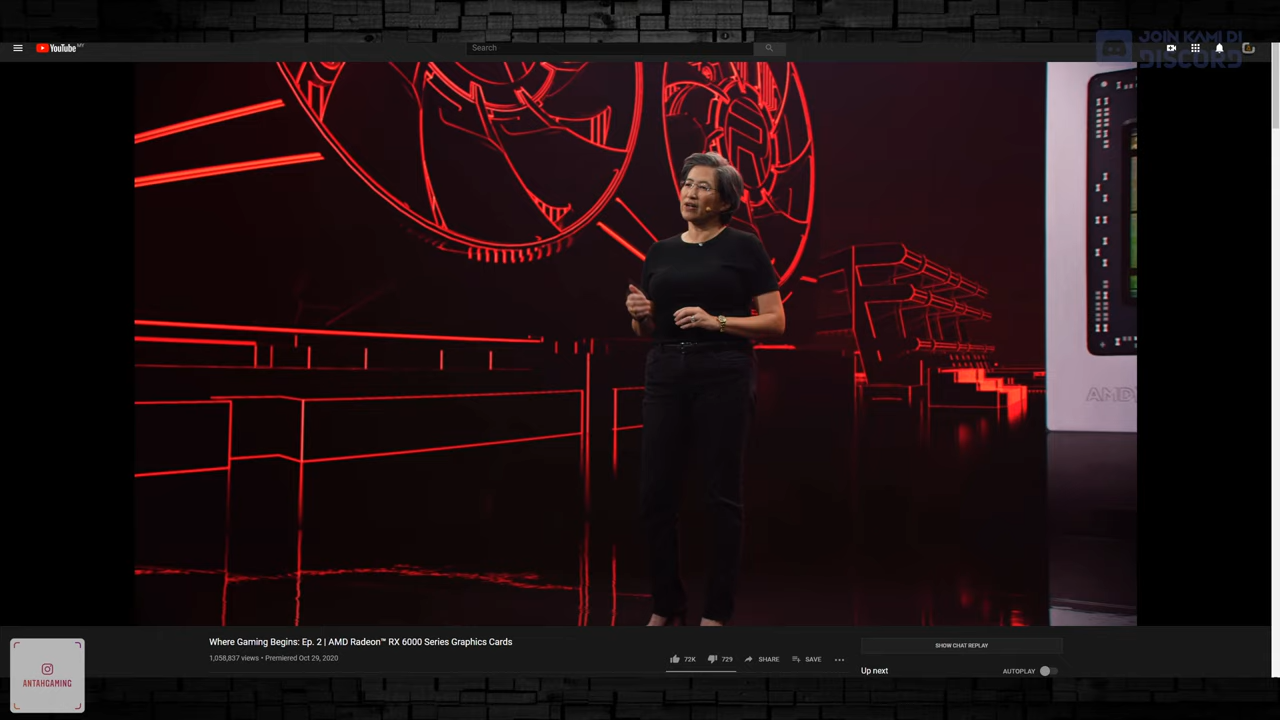 JOIN KAMI DI
DISCORD
YouTube MY
Search
AMD
Where Gaming Begins: Ep. 2 | AMD Radeon™ RX 6000 Series Graphics Cards
1,058,837 views • Premiered Oct 29, 2020
72K
729
SHARE
SAVE
SHOW CHAT REPLAY
Up next
AUTOPLAY
ANTAHGAMING